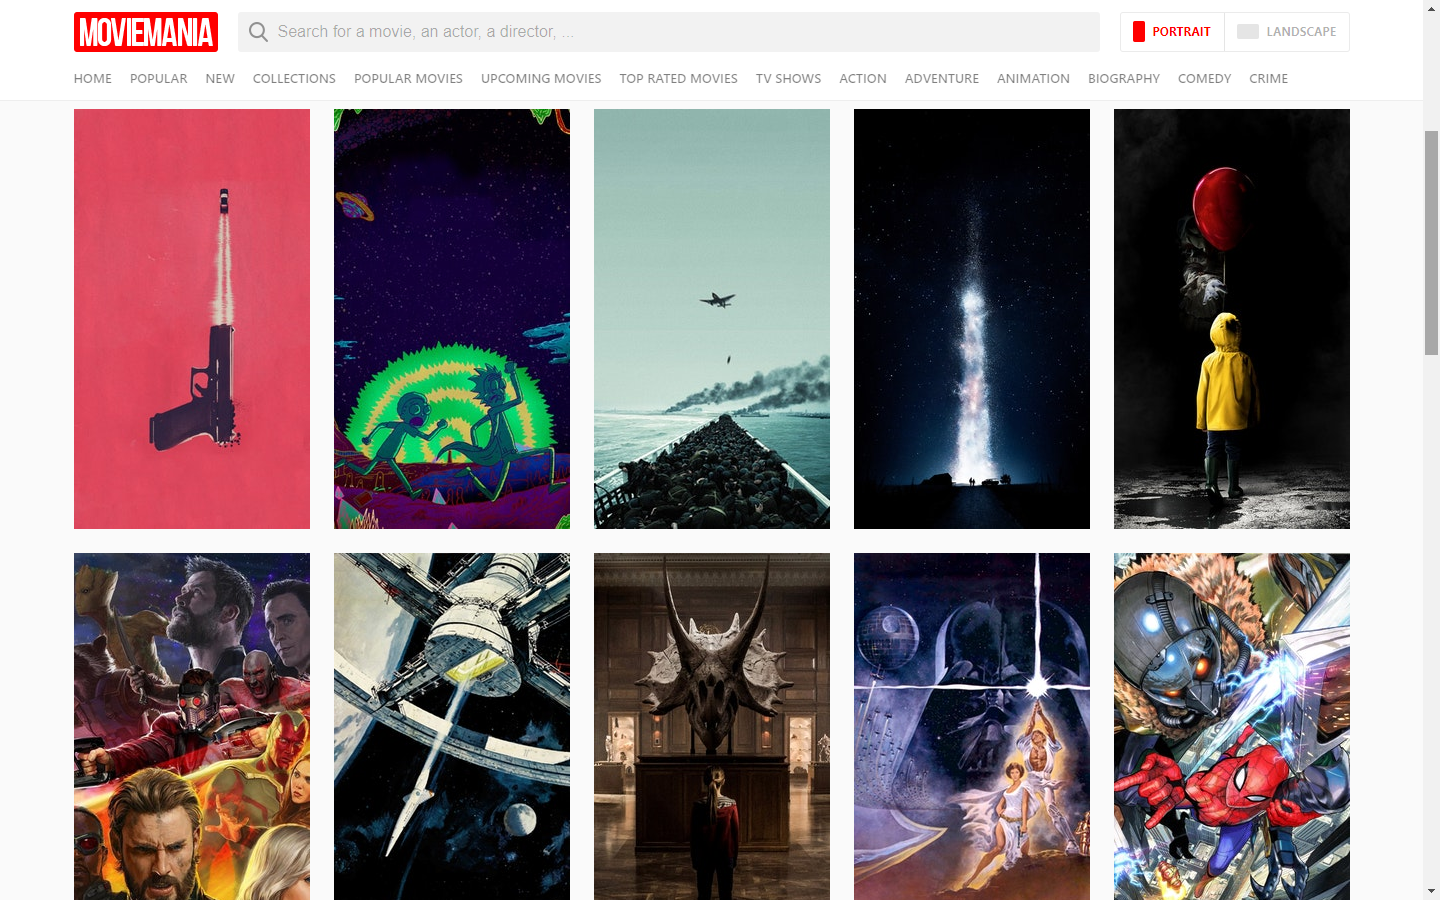 MOVIEMANIA
Search for a movie, an actor, a director, ...
PORTRAIT
LANDSCAPE
HOME POPULAR NEW COLLECTIONS POPULAR MOVIES UPCOMING MOVIES TOP RATED MOVIES TV SHOWS ACTION ADVENTURE ANIMATION BIOGRAPHY COMEDY CRIME